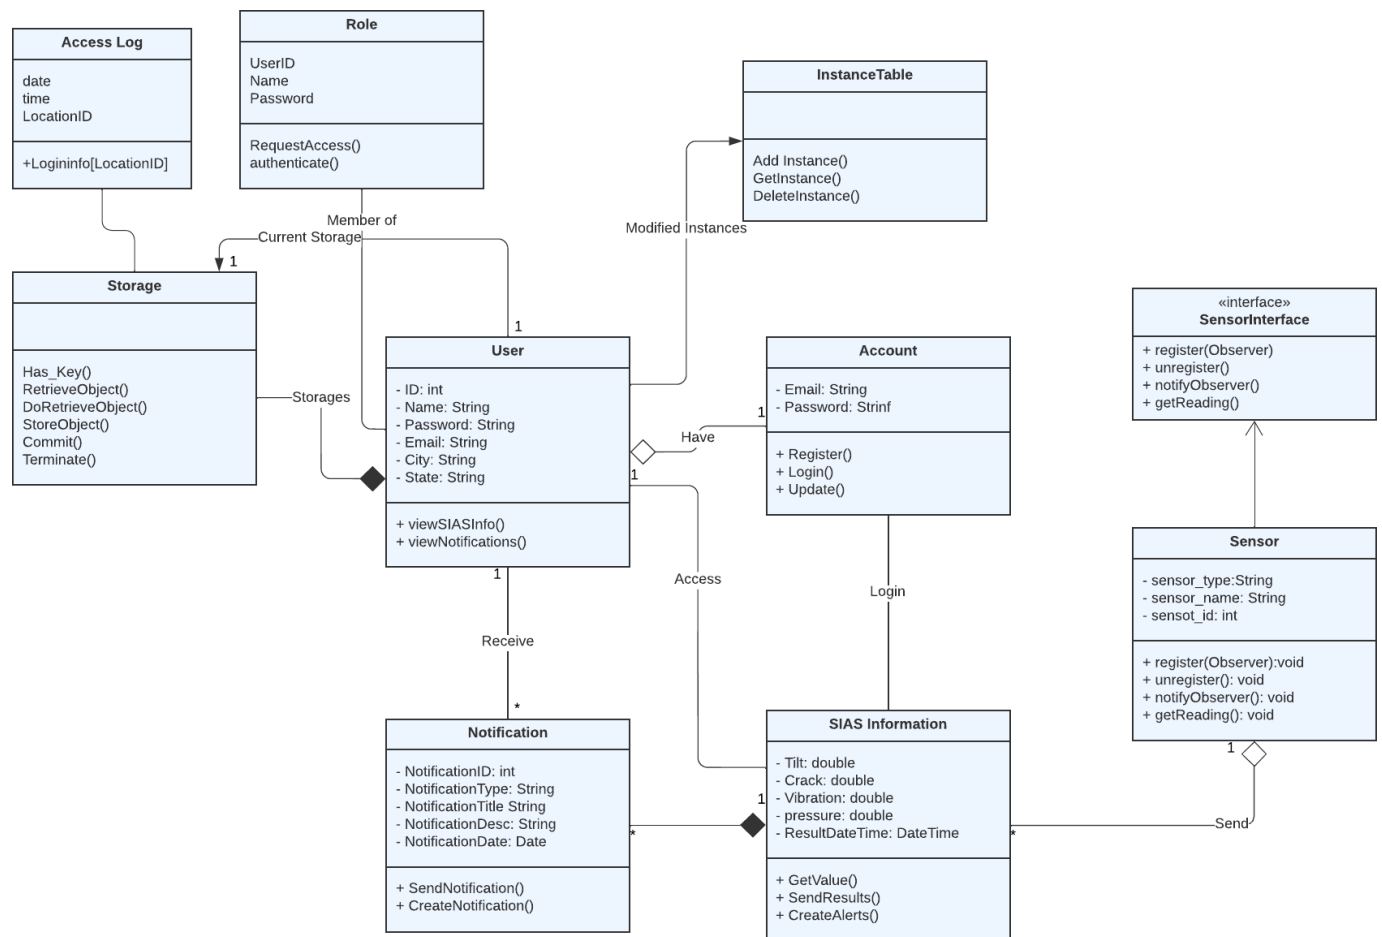 Access Log
date
time
LocationID
+Logininfo[LocationID]
Role
UserID
Name
Password
RequestAccess()
authenticate()
InstanceTable
Add Instance()
GetInstance()
DeleteInstance()
Member of
Current Storage
1
Modified Instances
Storage
Has_Key()
RetrieveObject()
DoRetrieveObject()
StoreObject()
Commit()
Terminate()
Storages
1
User
- ID: int
- Name: String
- Password: String
- Email: String
- City: String
- State: String
+ viewSIASInfo()
+ viewNotifications()
1
Have
1
Account
- Email: String
- Password: Strinf
+ Register()
+ Login()
+ Update()
«interface»
SensorInterface
+ register(Observer)
+ unregister()
+ notifyObserver()
+ getReading()
Access
Login
1
Receive
*
Sensor
- sensor_type:String
- sensor_name: String
- sensot_id: int
+ register(Observer):void
+ unregister(): void
+ notifyObserver(): void
+ getReading(): void
1
Notification
- NotificationID: int
- NotificationType: String
- NotificationTitle String
- NotificationDesc: String
- NotificationDate: Date
+ SendNotification()
+ CreateNotification()
*
1
SIAS Information
- Tilt: double
- Crack: double
- Vibration: double
- pressure: double
- ResultDateTime: DateTime
+ GetValue()
+ SendResults()
+ CreateAlerts()
*
Send